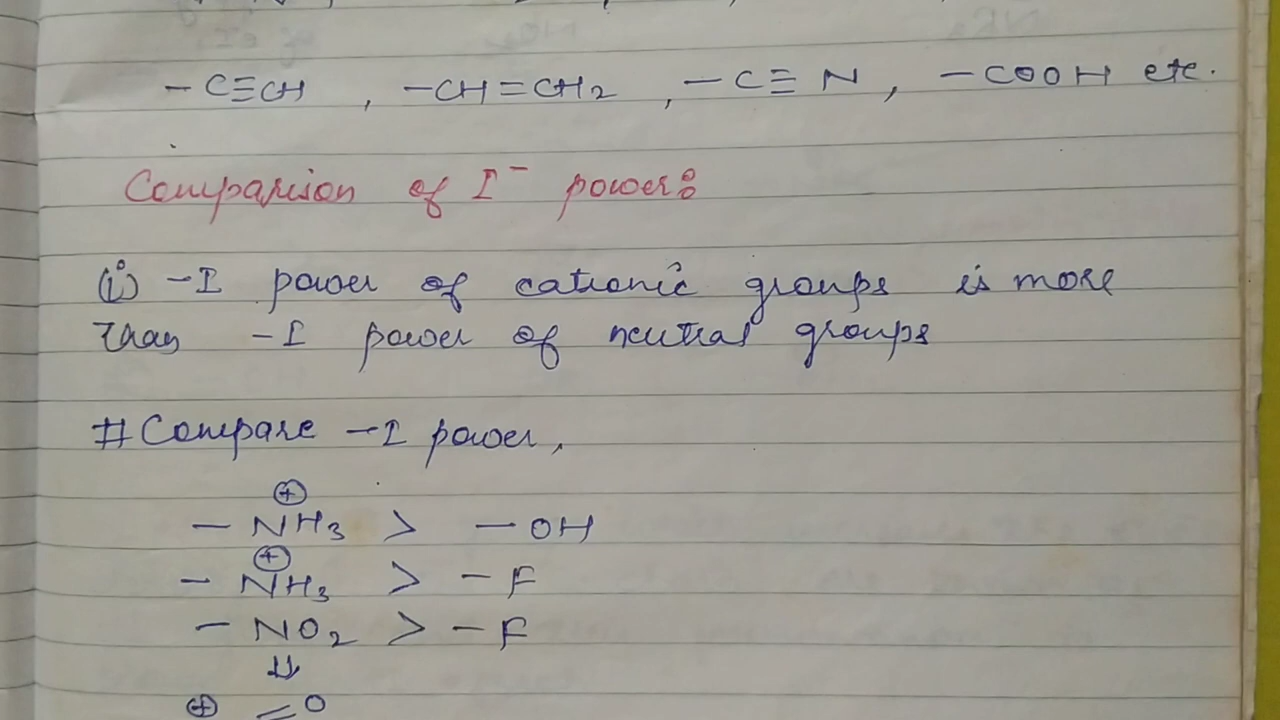 -C≡CH , -CH=CH₂ , -C≡N , -COOH etc.
Comparison of I⁻ power:
(i) -I power of cationic groups is more
than -I power of neutral groups
# Compare -I power,
⊕
- NH₃ > - OH
⊕
- NH₃ > - F
- NO₂ > - F
⇓
⊕ = O